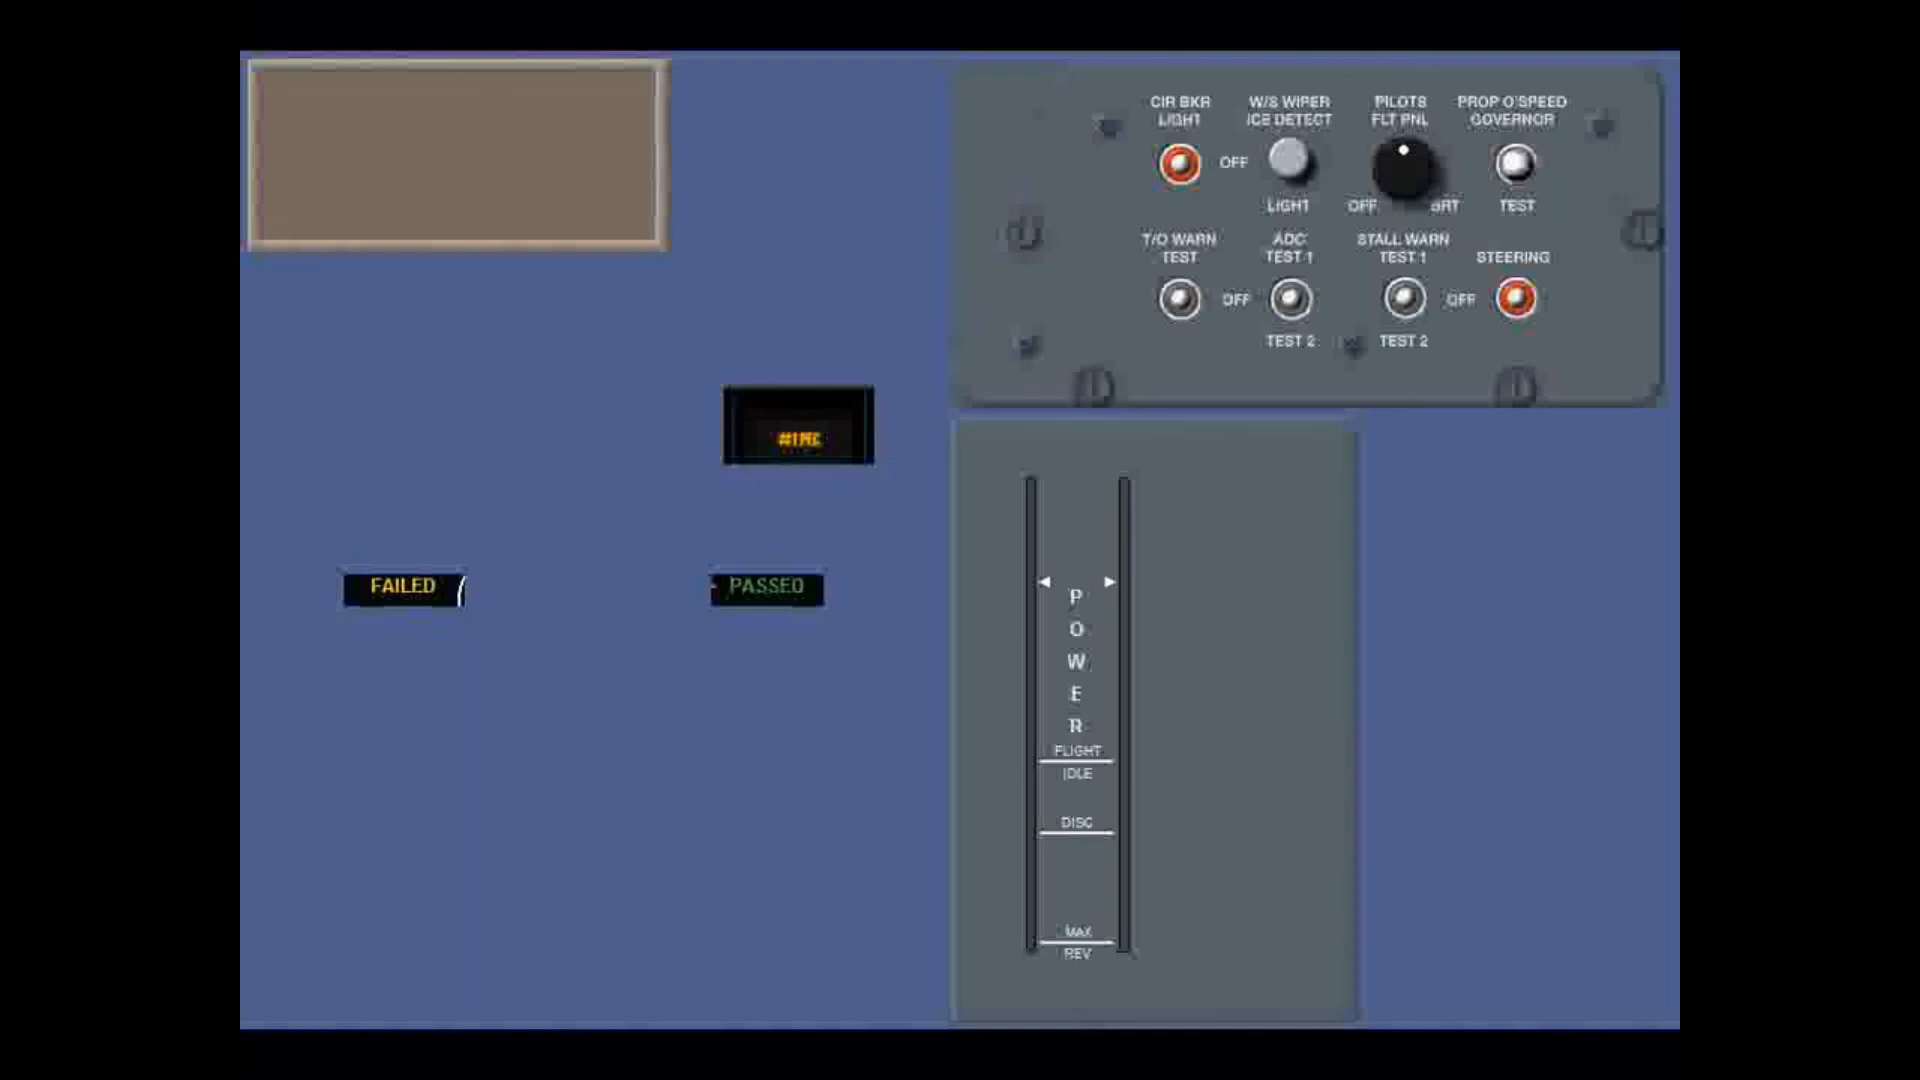 CIR BKR
LIGHT
W/S WIPER
ICE DETECT
PILOTS
FLT PNL
PROP O'SPEED
GOVERNOR
OFF
LIGHT
OFF
BRT
TEST
T/O WARN
TEST
ADC
TEST 1
STALL WARN
TEST 1
STEERING
OFF
OFF
TEST 2
TEST 2
FAILED
PASSED
P
O
W
E
R
FLIGHT
IDLE
DISC
MAX
REV